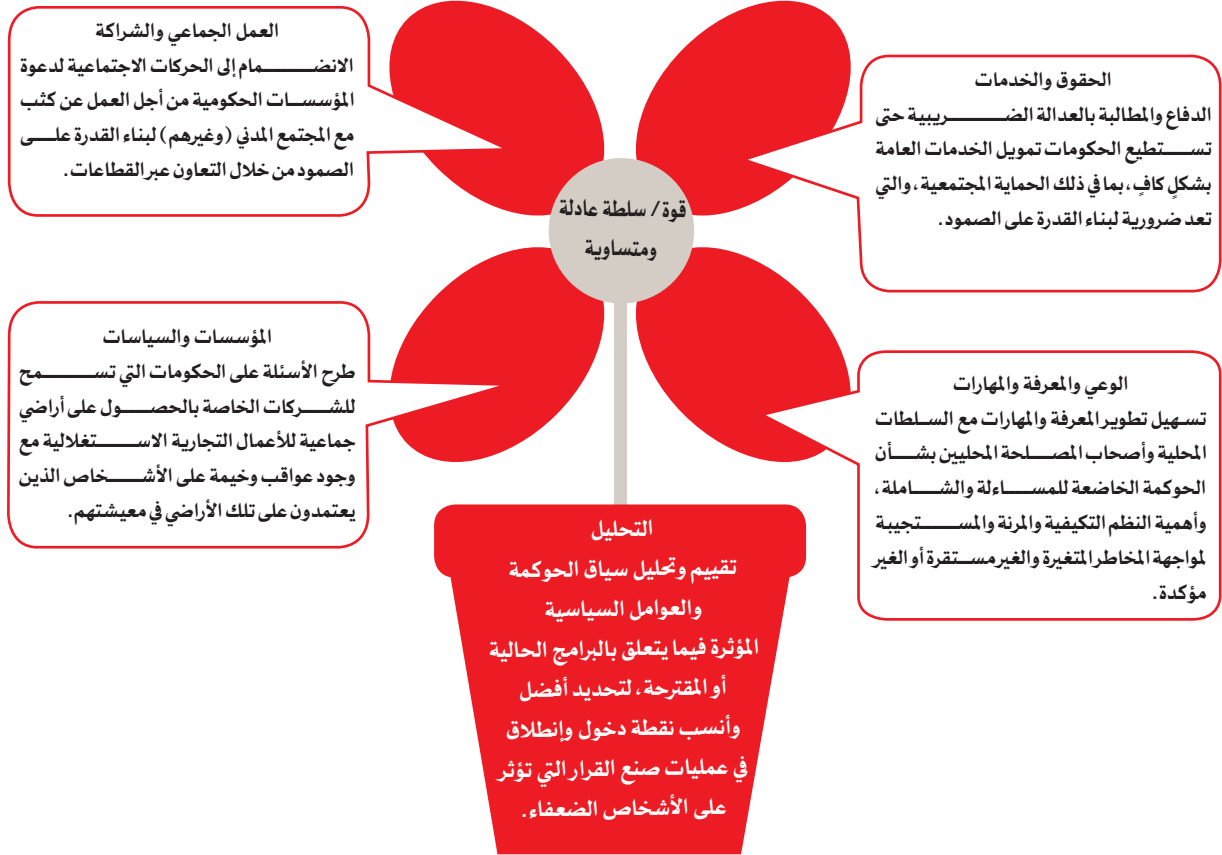 العمل الجماعي والشراكة
الانضمام إلى الحركات الاجتماعية لدعوة
المؤسسات الحكومية من أجل العمل عن كثب
مع المجتمع المدني (وغيرهم) لبناء القدرة على
الصمود من خلال التعاون عبر القطاعات.
الحقوق والخدمات
الدفاع والمطالبة بالعدالة الضريبية حتى
تستطيع الحكومات تمويل الخدمات العامة
بشكلٍ كافٍ، بما في ذلك الحماية المجتمعية، والتي
تعد ضرورية لبناء القدرة على الصمود.
قوة/ سلطة عادلة
ومتساوية
المؤسسات والسياسات
طرح الأسئلة على الحكومات التي تسمح
للشركات الخاصة بالحصول على أراضي
جماعية للأعمال التجارية الاستغلالية مع
وجود عواقب وخيمة على الأشخاص الذين
يعتمدون على تلك الأراضي في معيشتهم.
الوعي والمعرفة والمهارات
تسهيل تطوير المعرفة والمهارات مع السلطات
المحلية وأصحاب المصلحة المحليين بشأن
الحوكمة الخاضعة للمساءلة والشاملة،
وأهمية النظم التكيفية والمرنة والمستجيبة
لمواجهة المخاطر المتغيرة والغير مستقرة أو الغير
مؤكدة.
التحليل
تقييم وتحليل سياق الحوكمة
والعوامل السياسية
المؤثرة فيما يتعلق بالبرامج الحالية
أو المقترحة، لتحديد أفضل
وأنسب نقطة دخول وإنطلاق
في عمليات صنع القرار التي تؤثر
على الأشخاص الضعفاء.